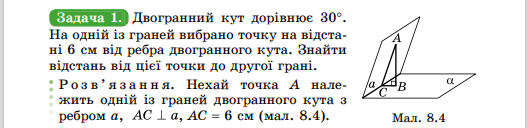 Задача 1. Двогранний кут дорівнює 30°.
На одній із граней вибрано точку на відста-
ні 6 см від ребра двогранного кута. Знайти
відстань від цієї точки до другої грані.
Розв'язання. Нехай точка A нале-
жить одній із граней двогранного кута з
ребром a, AC ⊥ a, AC = 6 см (мал. 8.4).
A
a
C
B
α
Мал. 8.4